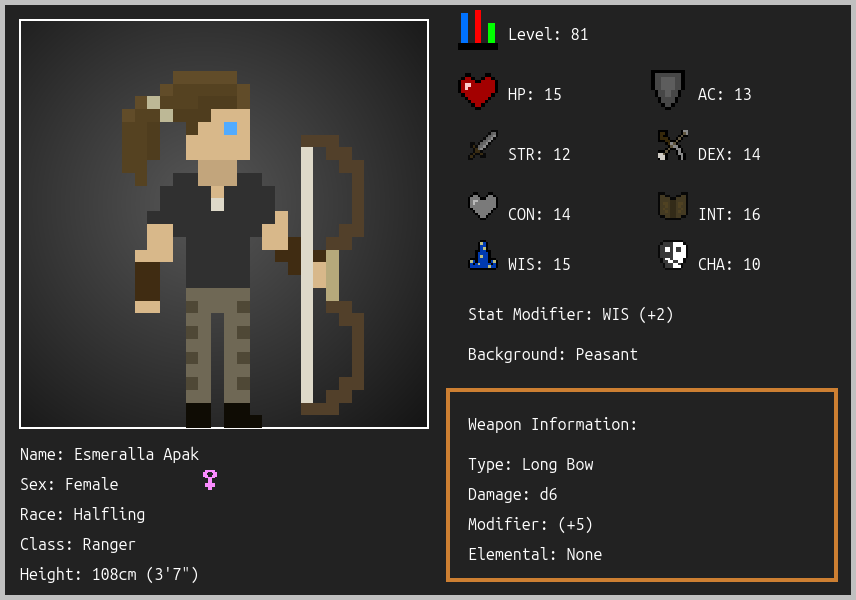 Level: 81
HP: 15
AC: 13
STR: 12
DEX: 14
CON: 14
INT: 16
WIS: 15
CHA: 10
Stat Modifier: WIS (+2)
Background: Peasant
Name: Esmeralla Apak
Sex: Female
Race: Halfling
Class: Ranger
Height: 108cm (3'7")
Weapon Information:
Type: Long Bow
Damage: d6
Modifier: (+5)
Elemental: None